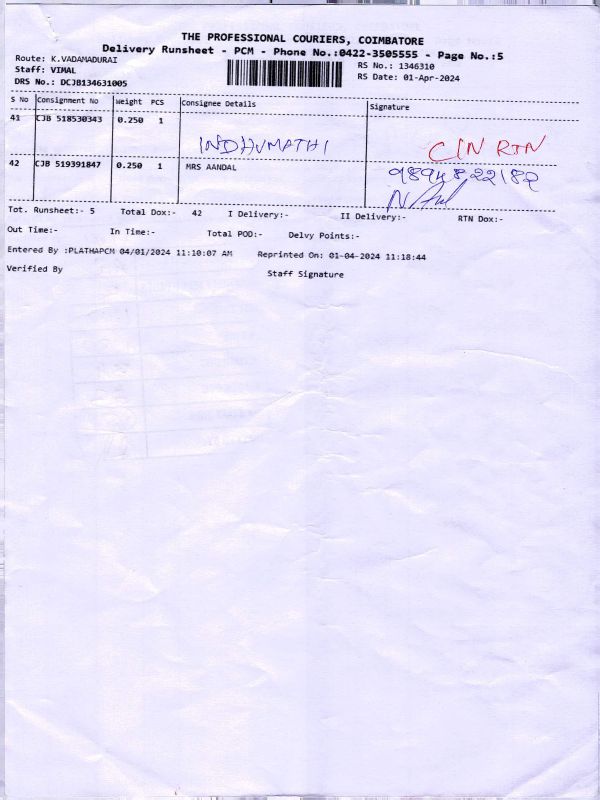 THE PROFESSIONAL COURIERS, COIMBATORE
Delivery Runsheet - PCM - Phone No.:0422-3505555 - Page No.:5
Route: K.VADAMADURAI
RS No.: 1346310
Staff: VIMAL
RS Date: 01-Apr-2024
DRS No.: DCJB134631005
S No Consignment No Weight PCS Consignee Details Signature
41 CJB 518530343 0.250 1
INDHUMATHI C/N RTN
42 CJB 519391847 0.250 1 MRS AANDAL
Tot. Runsheet:- 5 Total Dox:- 42 I Delivery:- II Delivery:- RTN Dox:-
Out Time:- In Time:- Total POD:- Delvy Points:-
Entered By :PLATHAPCM 04/01/2024 11:10:07 AM Reprinted On: 01-04-2024 11:18:44
Verified By Staff Signature